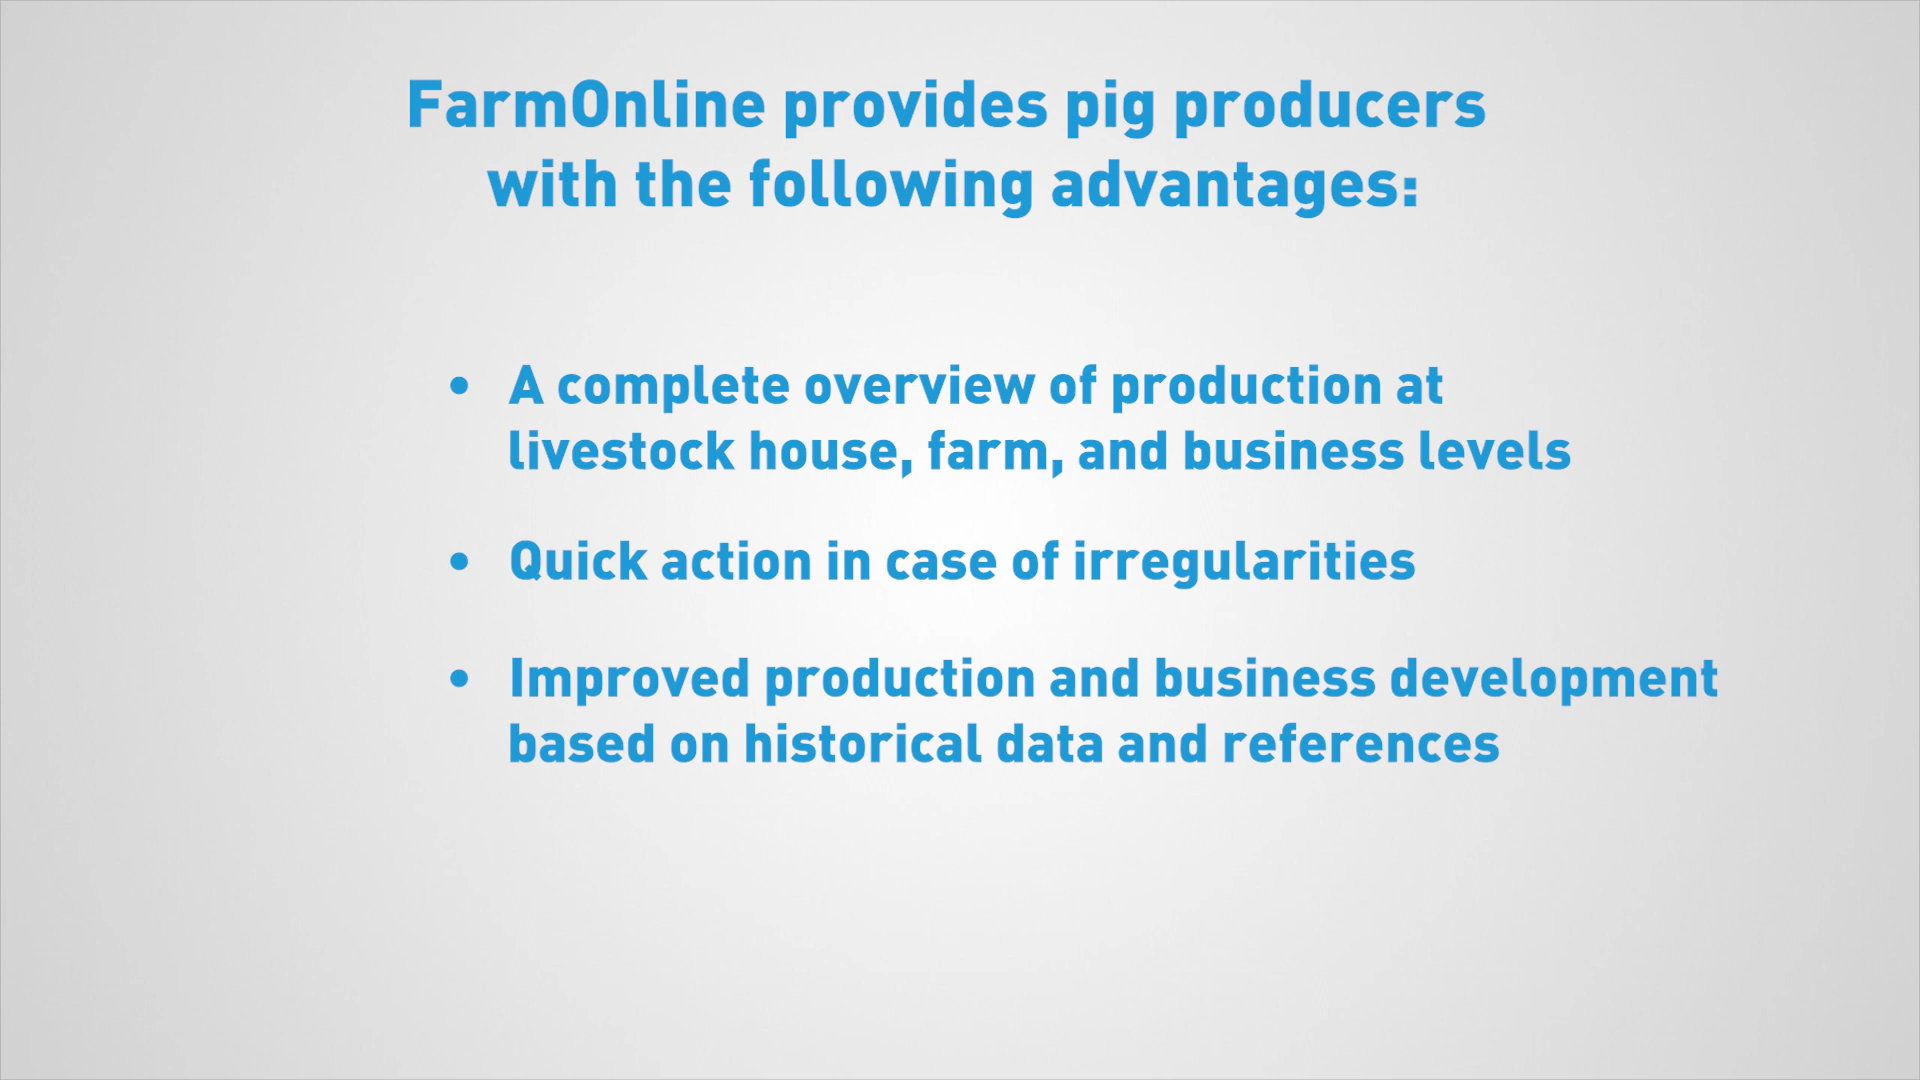 FarmOnline provides pig producers
with the following advantages:
• A complete overview of production at
livestock house, farm, and business levels
• Quick action in case of irregularities
• Improved production and business development
based on historical data and references